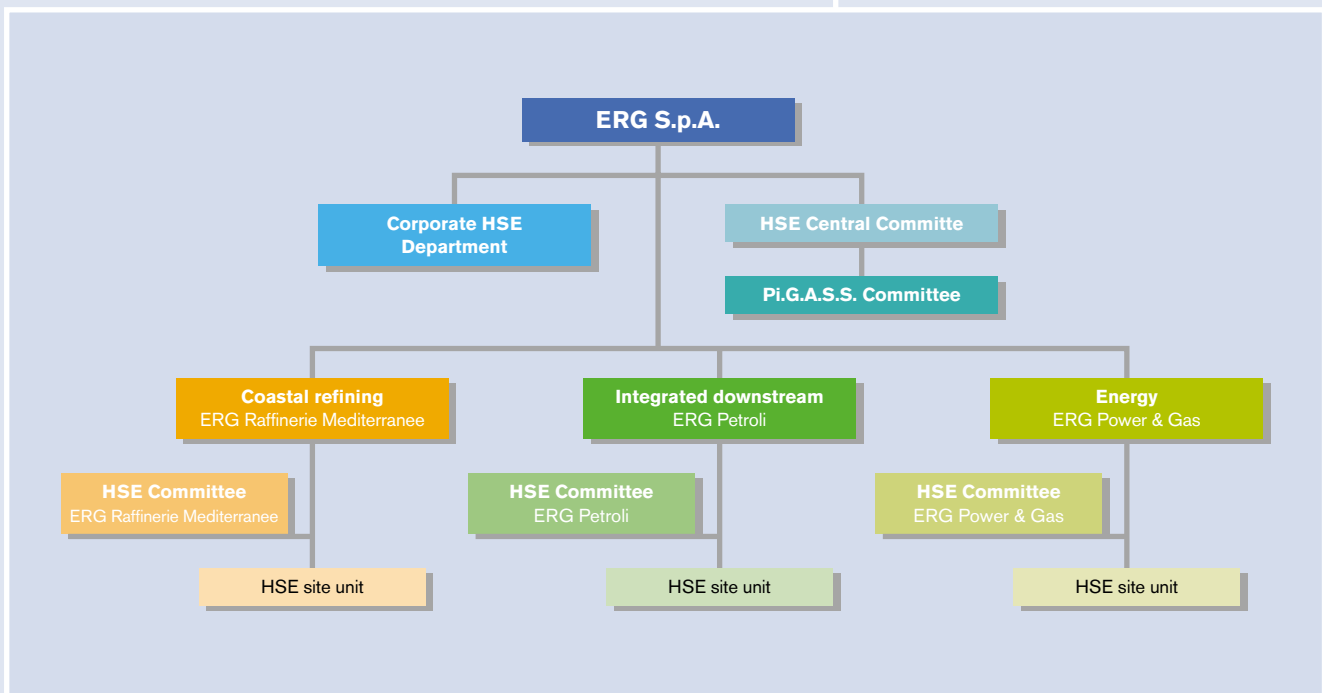 ERG S.p.A.
Corporate HSE
Department
HSE Central Committe
Pi.G.A.S.S. Committee
Coastal refining
ERG Raffinerie Mediterranee
Integrated downstream
ERG Petroli
Energy
ERG Power & Gas
HSE Committee
ERG Raffinerie Mediterranee
HSE Committee
ERG Petroli
HSE Committee
ERG Power & Gas
HSE site unit
HSE site unit
HSE site unit